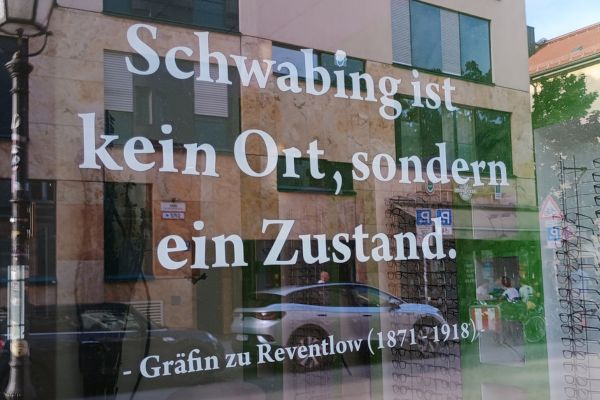 Schwabing ist
kein Ort, sondern
ein Zustand.
- Gräfin zu Reventlow (1871 - 1918)